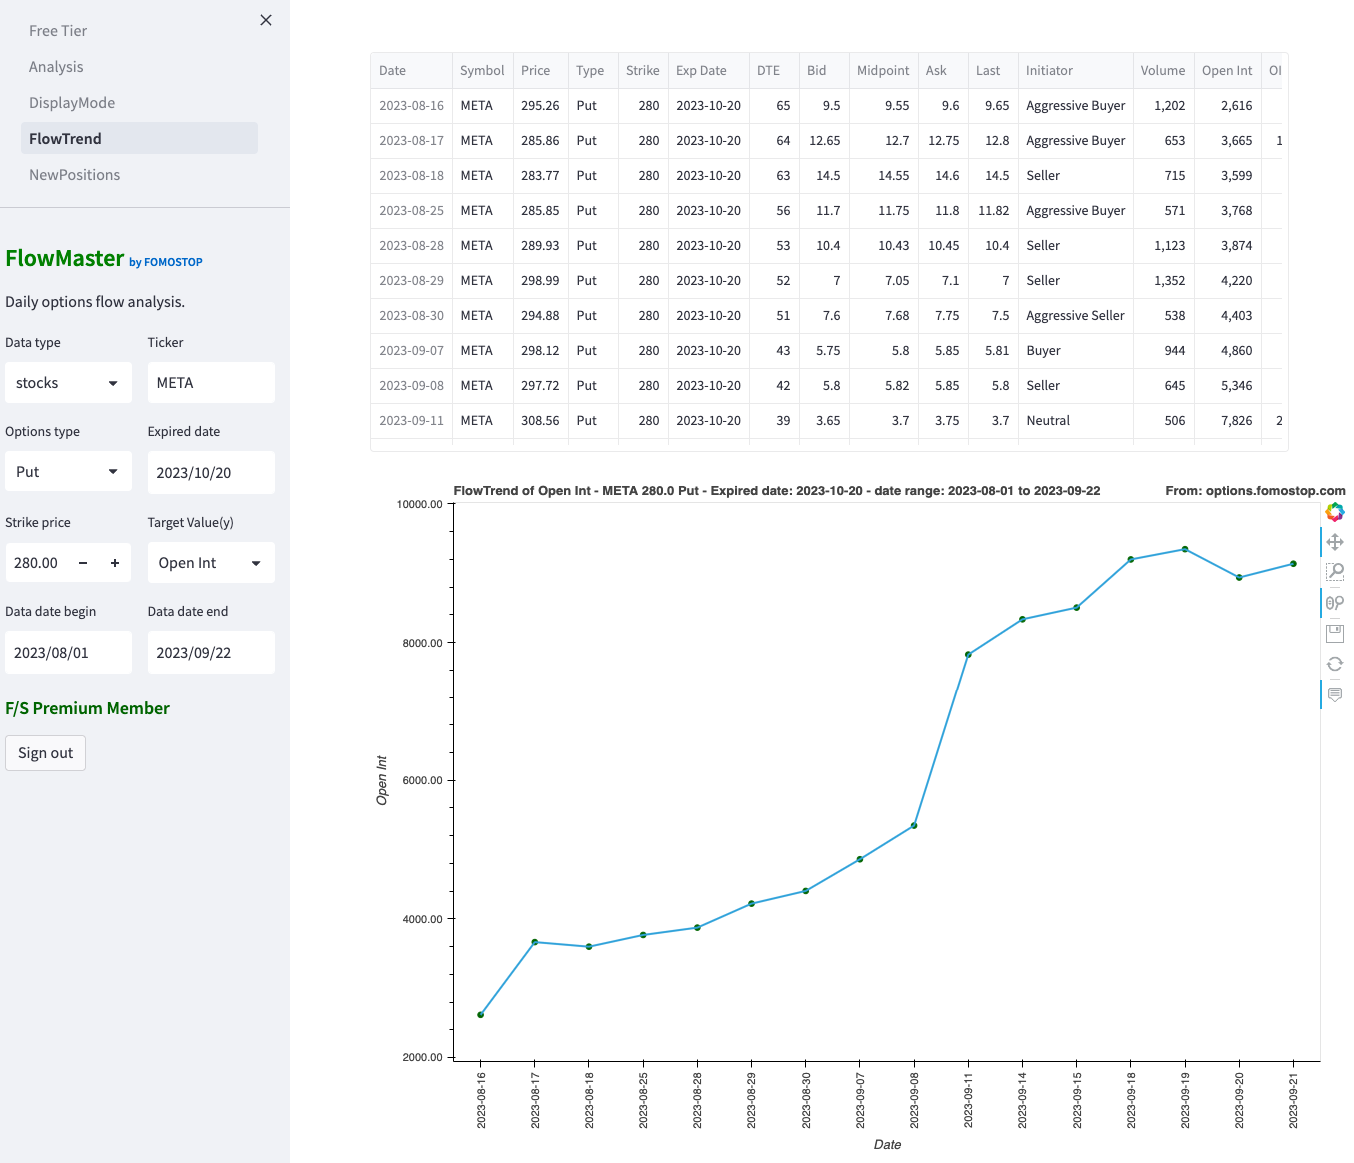 Free Tier
Analysis
DisplayMode
FlowTrend
NewPositions
FlowMaster by FOMOSTOP
Daily options flow analysis.
Data type Ticker
stocks META
Options type Expired date
Put 2023/10/20
Strike price Target Value(y)
280.00 − + Open Int
Data date begin Data date end
2023/08/01 2023/09/22
F/S Premium Member
Sign out
Date Symbol Price Type Strike Exp Date DTE Bid Midpoint Ask Last Initiator Volume Open Int OI
2023-08-16 META 295.26 Put 280 2023-10-20 65 9.5 9.55 9.6 9.65 Aggressive Buyer 1,202 2,616
2023-08-17 META 285.86 Put 280 2023-10-20 64 12.65 12.7 12.75 12.8 Aggressive Buyer 653 3,665 1
2023-08-18 META 283.77 Put 280 2023-10-20 63 14.5 14.55 14.6 14.5 Seller 715 3,599
2023-08-25 META 285.85 Put 280 2023-10-20 56 11.7 11.75 11.8 11.82 Aggressive Buyer 571 3,768
2023-08-28 META 289.93 Put 280 2023-10-20 53 10.4 10.43 10.45 10.4 Seller 1,123 3,874
2023-08-29 META 298.99 Put 280 2023-10-20 52 7 7.05 7.1 7 Seller 1,352 4,220
2023-08-30 META 294.88 Put 280 2023-10-20 51 7.6 7.68 7.75 7.5 Aggressive Seller 538 4,403
2023-09-07 META 298.12 Put 280 2023-10-20 43 5.75 5.8 5.85 5.81 Buyer 944 4,860
2023-09-08 META 297.72 Put 280 2023-10-20 42 5.8 5.82 5.85 5.8 Seller 645 5,346
2023-09-11 META 308.56 Put 280 2023-10-20 39 3.65 3.7 3.75 3.7 Neutral 506 7,826 2
FlowTrend of Open Int - META 280.0 Put - Expired date: 2023-10-20 - date range: 2023-08-01 to 2023-09-22 From: options.fomostop.com
10000.00
8000.00
6000.00
4000.00
2000.00
Open Int
2023-08-16
2023-08-17
2023-08-18
2023-08-25
2023-08-28
2023-08-29
2023-08-30
2023-09-07
2023-09-08
2023-09-11
2023-09-14
2023-09-15
2023-09-18
2023-09-19
2023-09-20
2023-09-21
Date